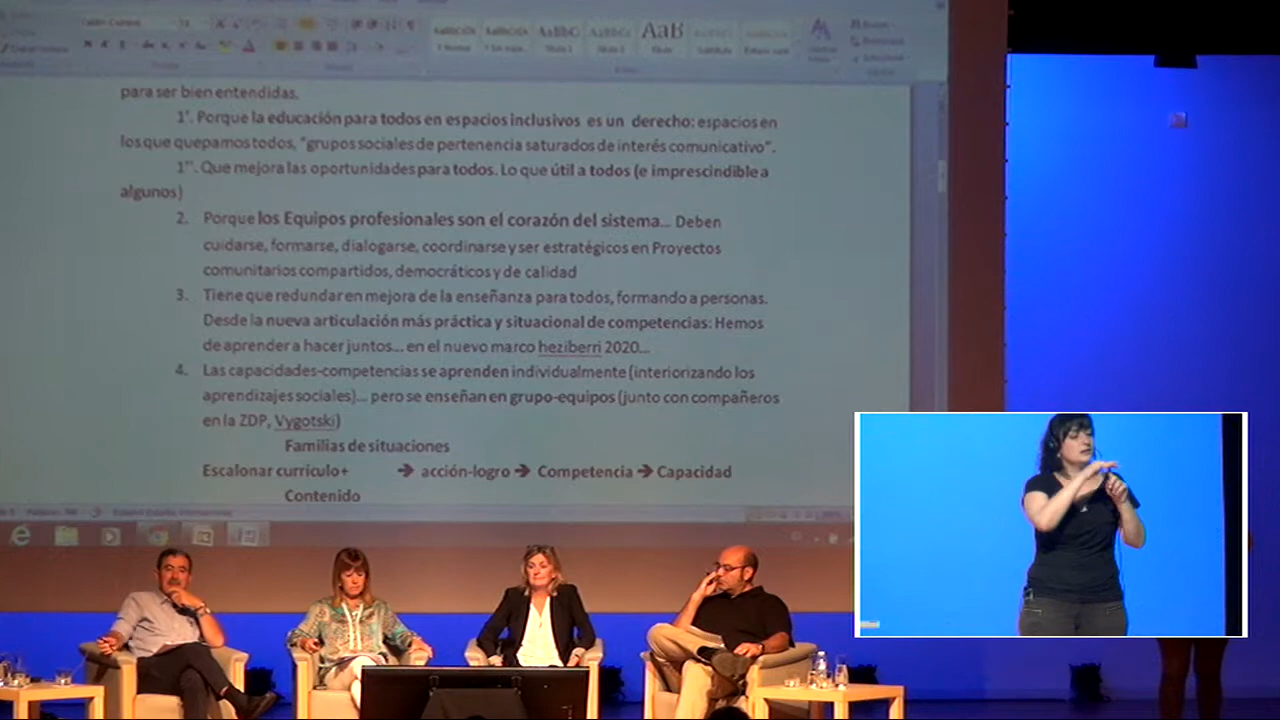 AaB
para ser bien entendidas.
1'. Porque la educación para todos en espacios inclusivos es un derecho: espacios en
los que quepamos todos, "grupos sociales de pertenencia saturados de interés comunicativo".
1''. Que mejora las oportunidades para todos. Lo que útil a todos (e imprescindible a
algunos)
2. Porque los Equipos profesionales son el corazón del sistema... Deben
cuidarse, formarse, dialogarse, coordinarse y ser estratégicos en Proyectos
comunitarios compartidos, democráticos y de calidad
3. Tiene que redundar en mejora de la enseñanza para todos, formando a personas.
Desde la nueva articulación más práctica y situacional de competencias: Hemos
de aprender a hacer juntos... en el nuevo marco heziberri 2020...
4. Las capacidades-competencias se aprenden individualmente (interiorizando los
aprendizajes sociales)... pero se enseñan en grupo-equipos (junto con compañeros
en la ZDP, Vygotski)
Familias de situaciones
Escalonar currículo+ → acción-logro → Competencia → Capacidad
Contenido